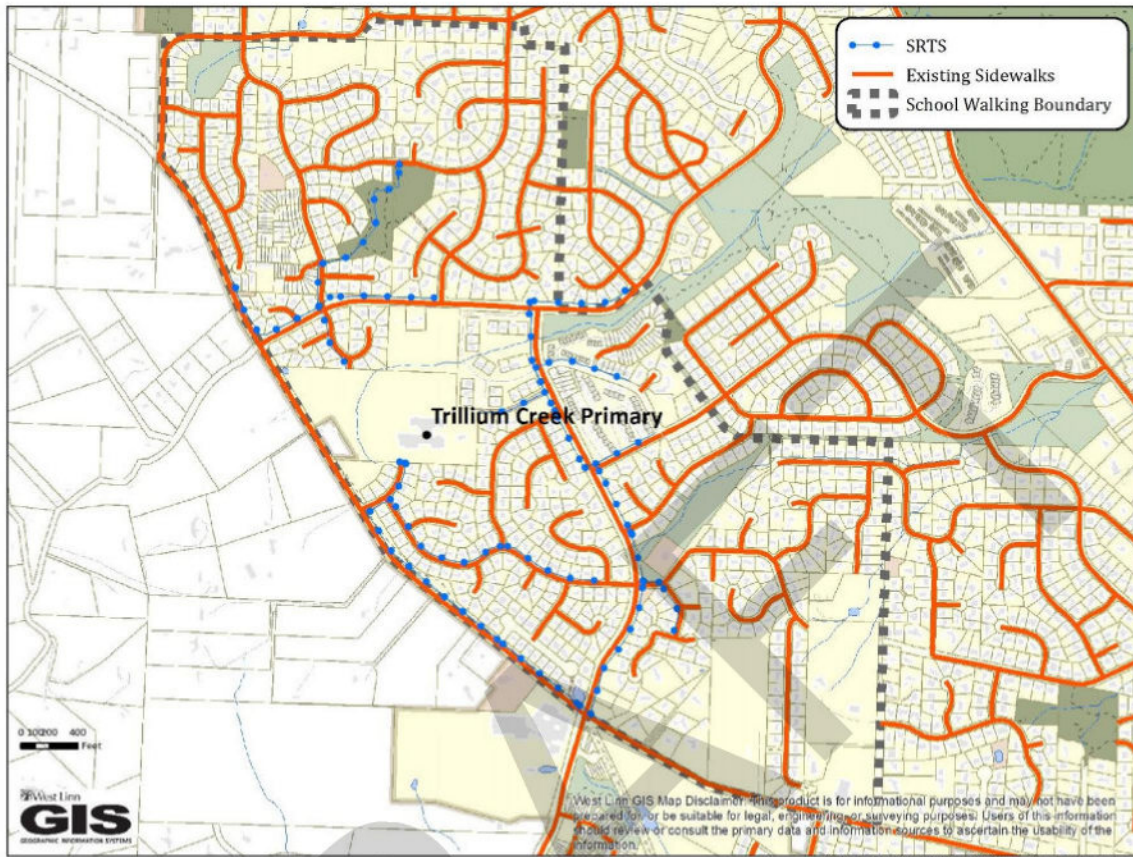 SRTS
Existing Sidewalks
School Walking Boundary
Trillium Creek Primary
0 100200 400
Feet
West Linn
GIS
GEOGRAPHIC INFORMATION SYSTEMS
West Linn GIS Map Disclaimer: This product is for informational purposes and may not have been
prepared for or be suitable for legal, engineering, or surveying purposes. Users of this information
should review or consult the primary data and information sources to ascertain the usability of the
information.